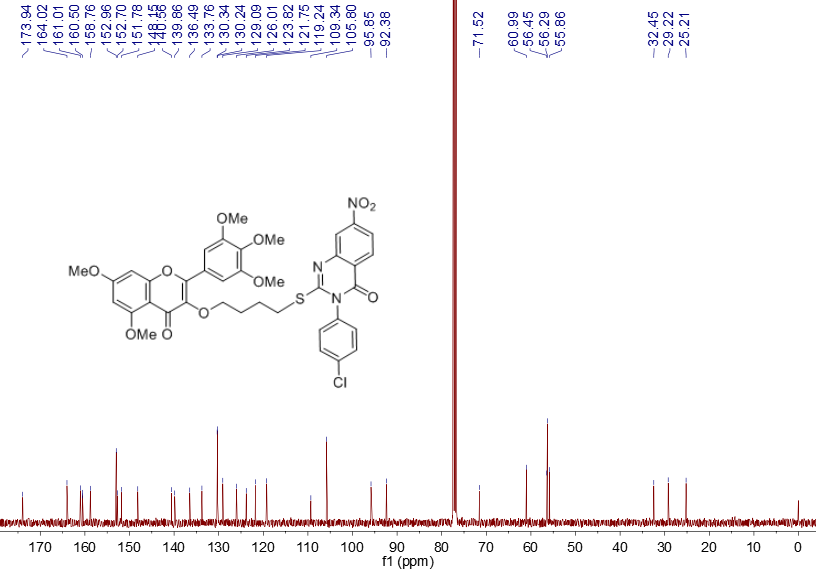 173.94
164.02
161.01
160.50
158.76
152.96
152.70
151.78
148.15
140.56
139.86
136.49
133.76
130.34
130.24
129.09
126.01
123.82
121.75
119.24
109.34
105.80
95.85
92.38
71.52
60.99
56.45
56.29
55.86
32.45
29.22
25.21
NO2
OMe
OMe
OMe
MeO
O
N
S
N
O
OMe
O
O
Cl
170 160 150 140 130 120 110 100 90 80 70 60 50 40 30 20 10 0
f1 (ppm)